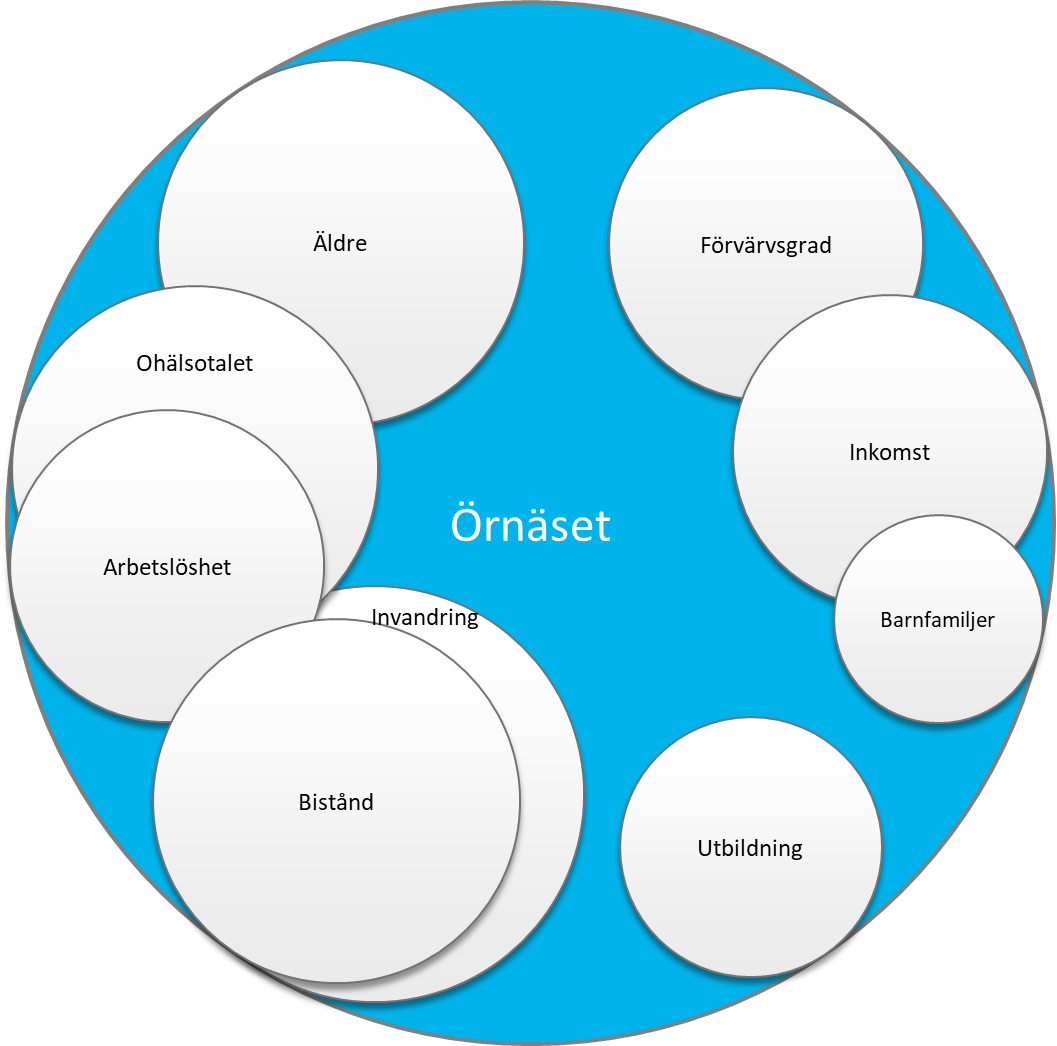 Äldre
Förvärvsgrad
Ohälsotalet
Inkomst
Örnäset
Arbetslöshet
Invandring
Barnfamiljer
Bistånd
Utbildning